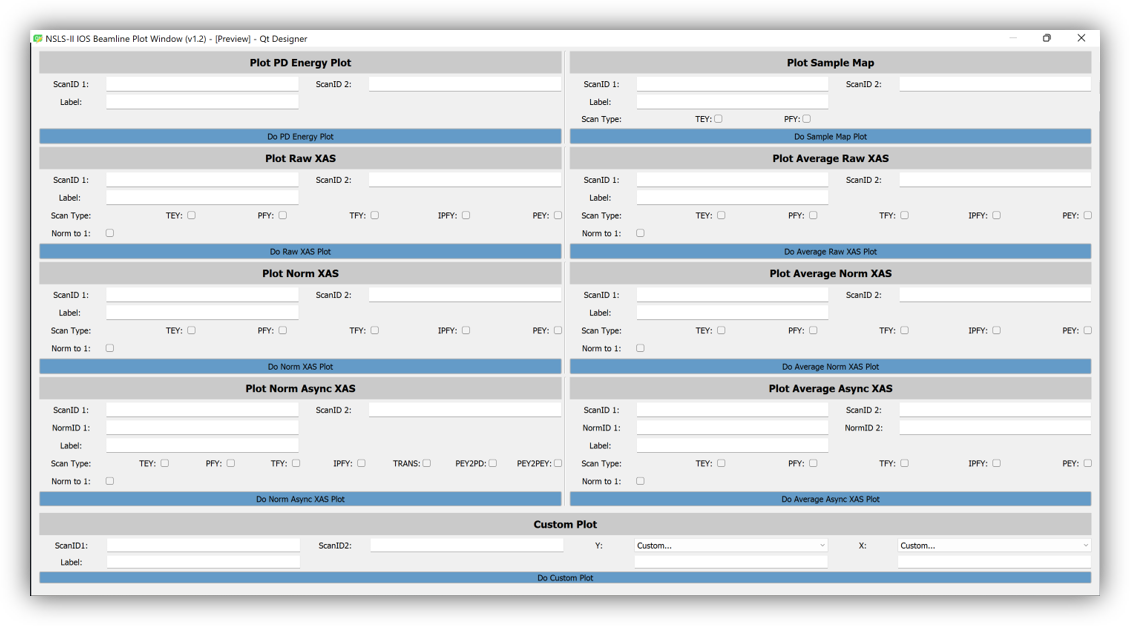 NSLS-II IOS Beamline Plot Window (v1.2) - [Preview] - Qt Designer
Plot PD Energy Plot
ScanID 1: ScanID 2:
Label:
Do PD Energy Plot
Plot Sample Map
ScanID 1: ScanID 2:
Label:
Scan Type: TEY: PFY:
Do Sample Map Plot
Plot Raw XAS
ScanID 1: ScanID 2:
Label:
Scan Type: TEY: PFY: TFY: IPFY: PEY:
Norm to 1:
Do Raw XAS Plot
Plot Average Raw XAS
ScanID 1: ScanID 2:
Label:
Scan Type: TEY: PFY: TFY: IPFY: PEY:
Norm to 1:
Do Average Raw XAS Plot
Plot Norm XAS
ScanID 1: ScanID 2:
Label:
Scan Type: TEY: PFY: TFY: IPFY: PEY:
Norm to 1:
Do Norm XAS Plot
Plot Average Norm XAS
ScanID 1: ScanID 2:
Label:
Scan Type: TEY: PFY: TFY: IPFY: PEY:
Norm to 1:
Do Average Norm XAS Plot
Plot Norm Async XAS
ScanID 1: ScanID 2:
NormID 1:
Label:
Scan Type: TEY: PFY: TFY: IPFY: TRANS: PEY2PD: PEY2PEY:
Norm to 1:
Do Norm Async XAS Plot
Plot Average Async XAS
ScanID 1: ScanID 2:
NormID 1: NormID 2:
Label:
Scan Type: TEY: PFY: TFY: IPFY: PEY:
Norm to 1:
Do Average Async XAS Plot
Custom Plot
ScanID1: ScanID2: Y: Custom... X: Custom...
Label:
Do Custom Plot